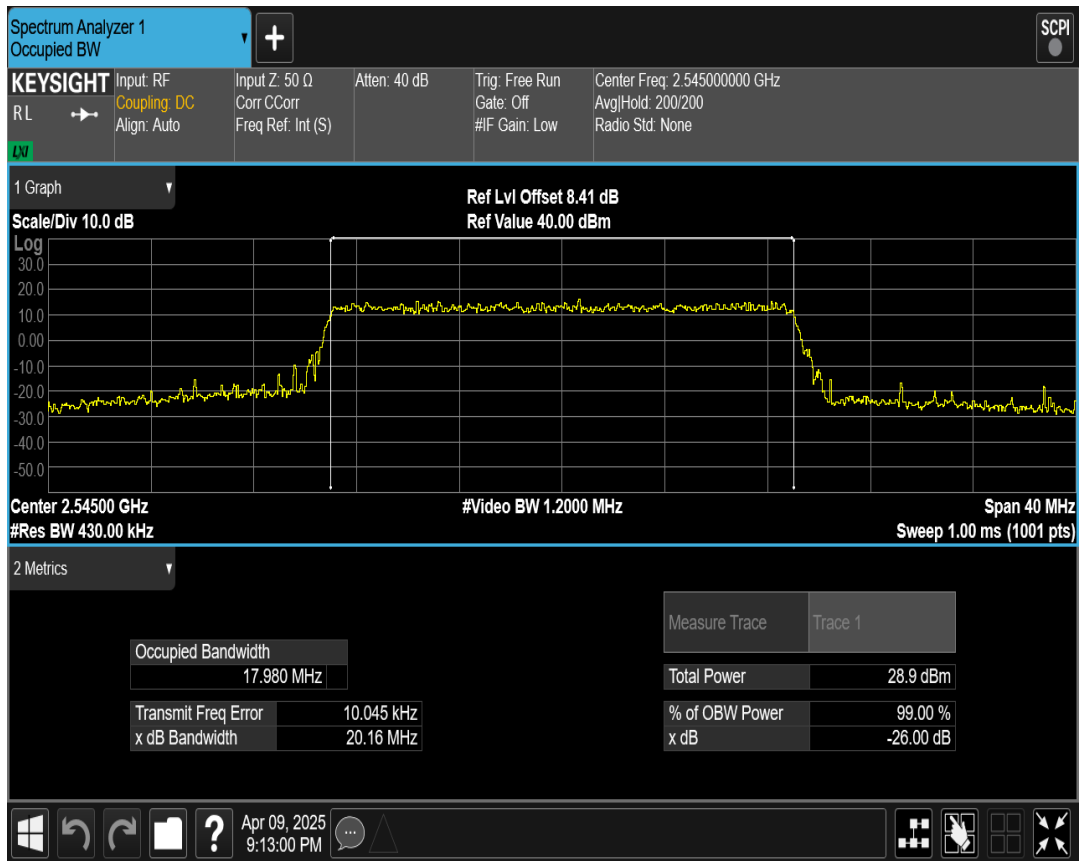 Spectrum Analyzer 1
Occupied BW
+
SCPI
KEYSIGHT
RL
LXI
Input: RF
Coupling: DC
Align: Auto
Input Z: 50 Ω
Corr CCorr
Freq Ref: Int (S)
Atten: 40 dB
Trig: Free Run
Gate: Off
#IF Gain: Low
Center Freq: 2.545000000 GHz
Avg|Hold: 200/200
Radio Std: None
1 Graph
Scale/Div 10.0 dB
Ref Lvl Offset 8.41 dB
Ref Value 40.00 dBm
Log
30.0
20.0
10.0
0.00
-10.0
-20.0
-30.0
-40.0
-50.0
Center 2.54500 GHz
#Res BW 430.00 kHz
#Video BW 1.2000 MHz
Span 40 MHz
Sweep 1.00 ms (1001 pts)
2 Metrics
Measure Trace Trace 1
Occupied Bandwidth
17.980 MHz
Total Power 28.9 dBm
Transmit Freq Error 10.045 kHz
x dB Bandwidth 20.16 MHz
% of OBW Power 99.00 %
x dB -26.00 dB
?
Apr 09, 2025
9:13:00 PM